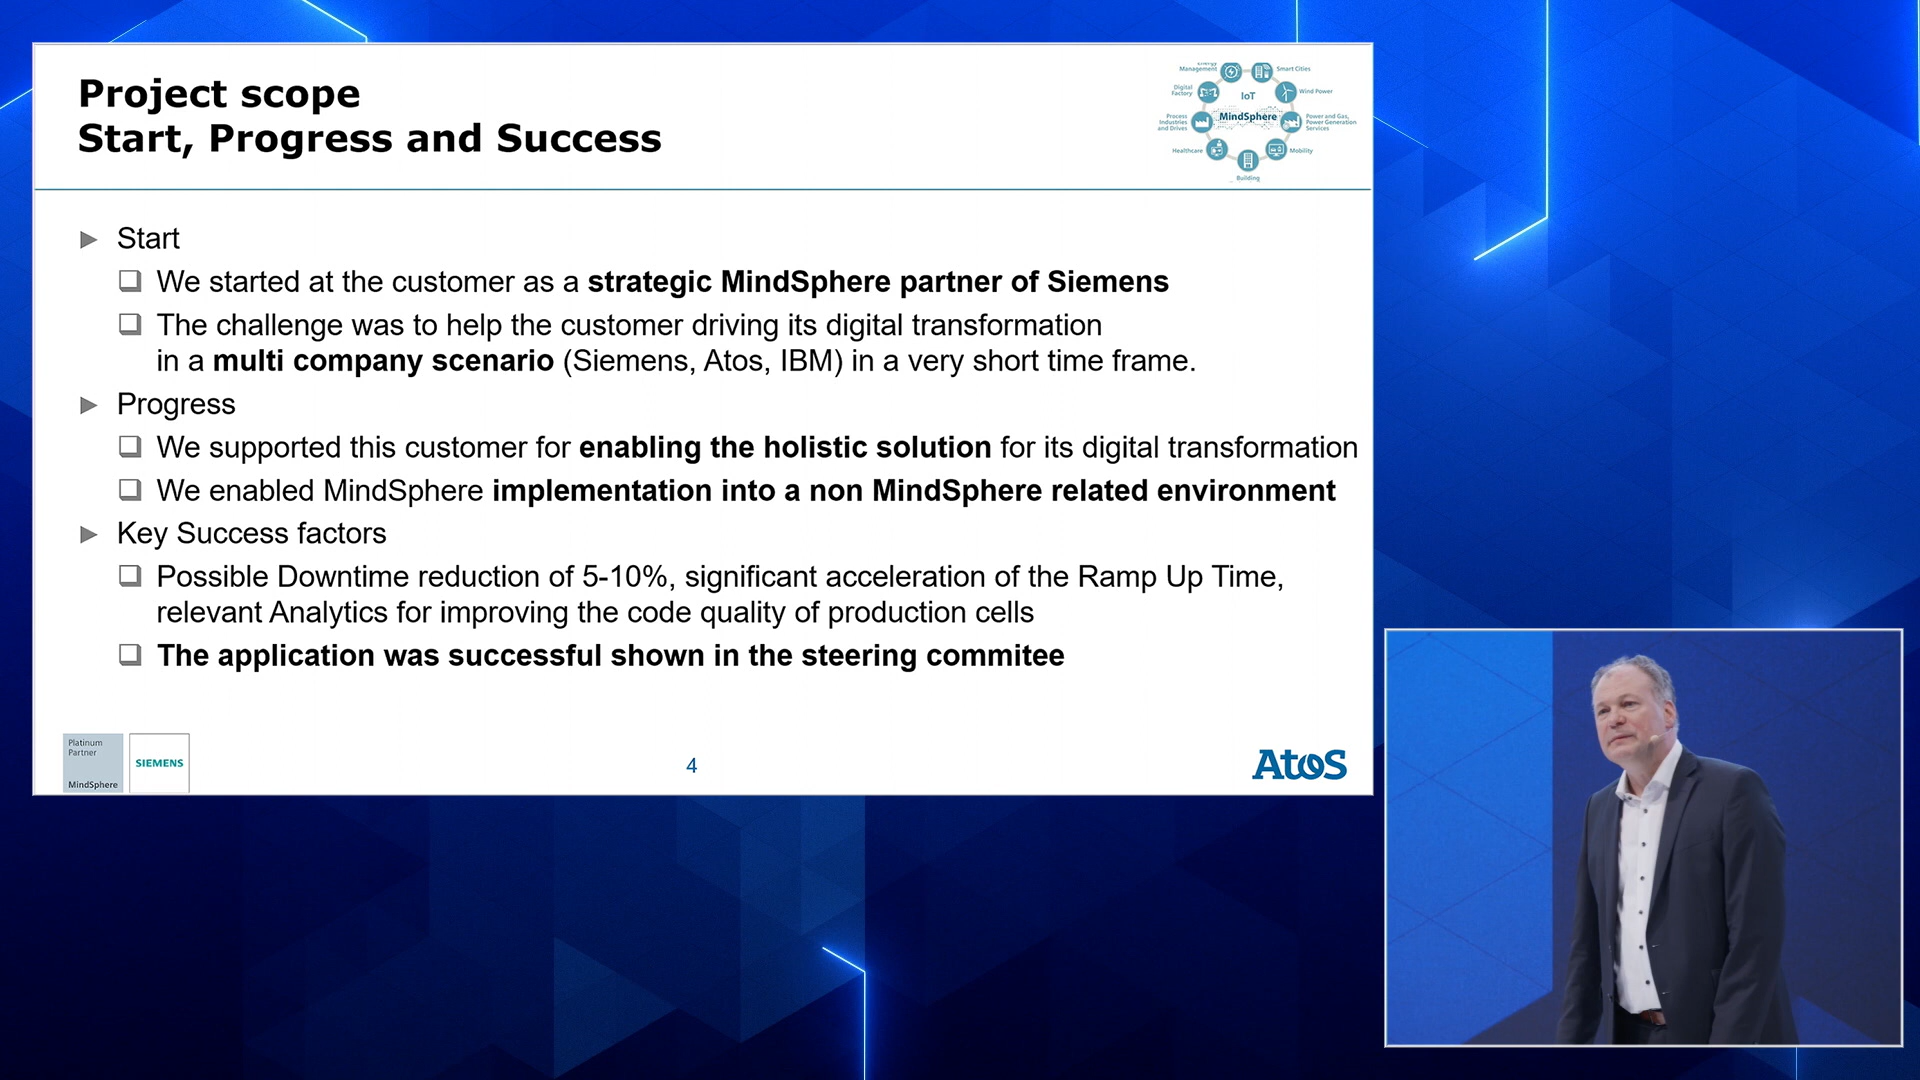 Project scope
Start, Progress and Success
Energy
Management
Smart Cities
Digital
Factory
IoT
Wind Power
Process
Industries
and Drives
MindSphere
Power and Gas,
Power Generation
Services
Healthcare
Mobility
Building
Start
We started at the customer as a strategic MindSphere partner of Siemens
The challenge was to help the customer driving its digital transformation
in a multi company scenario (Siemens, Atos, IBM) in a very short time frame.
Progress
We supported this customer for enabling the holistic solution for its digital transformation
We enabled MindSphere implementation into a non MindSphere related environment
Key Success factors
Possible Downtime reduction of 5-10%, significant acceleration of the Ramp Up Time,
relevant Analytics for improving the code quality of production cells
The application was successful shown in the steering commitee
Platinum
Partner
MindSphere
SIEMENS
4
Atos